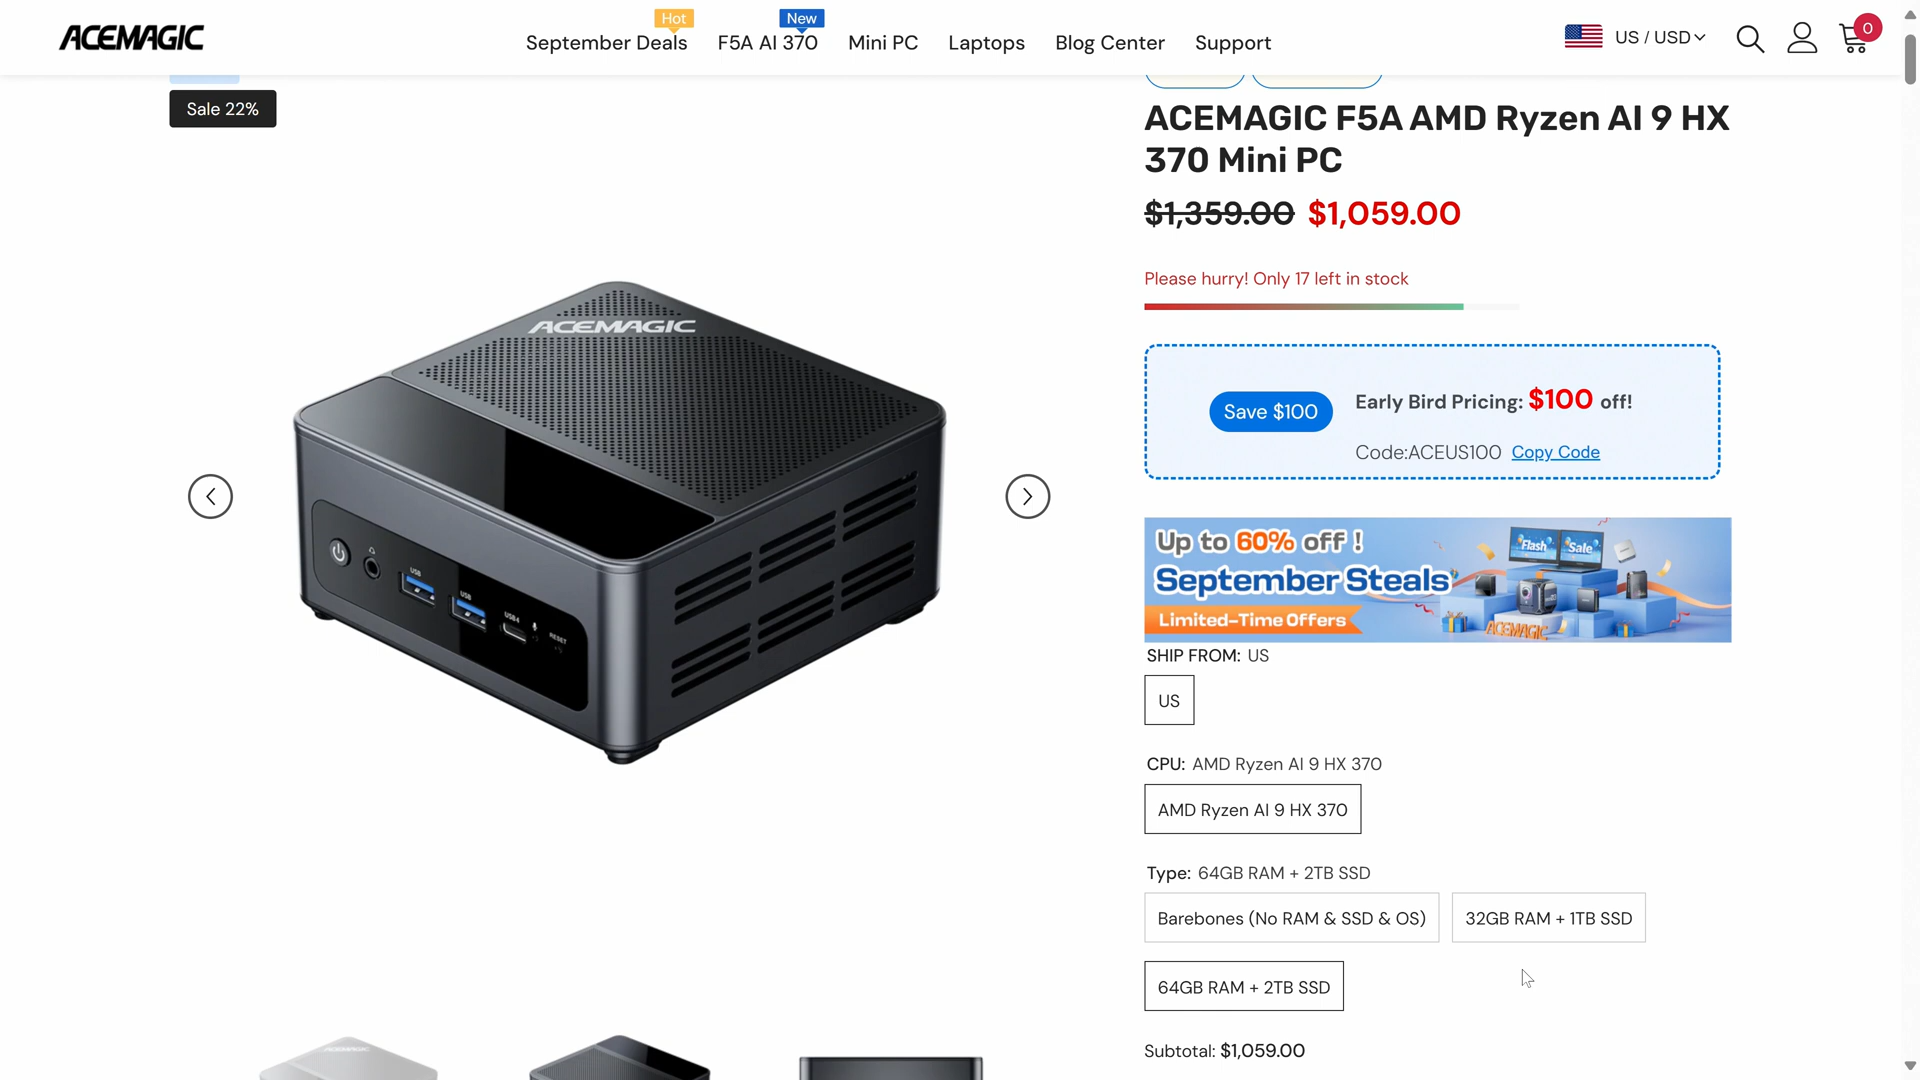 ACEMAGIC
Hot
New
September Deals
F5A AI 370
Mini PC
Laptops
Blog Center
Support
US / USD
0
Sale 22%
ACEMAGIC
USB
USB
USB4
RESET
ACEMAGIC F5A AMD Ryzen AI 9 HX
370 Mini PC
$1,359.00 $1,059.00
Please hurry! Only 17 left in stock
Save $100
Early Bird Pricing: $100 off!
Code:ACEUS100 Copy Code
Up to 60% off !
September Steals
Limited-Time Offers
Flash Sale
ACEMAGIC
SHIP FROM: US
US
CPU: AMD Ryzen AI 9 HX 370
AMD Ryzen AI 9 HX 370
Type: 64GB RAM + 2TB SSD
Barebones (No RAM & SSD & OS)
32GB RAM + 1TB SSD
64GB RAM + 2TB SSD
Subtotal: $1,059.00